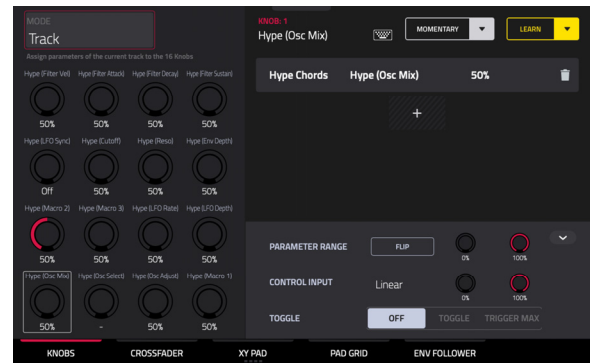 MODE
Track
Assign parameters of the current track to the 16 Knobs
Hype (Filter Vel) Hype (Filter Attack) Hype (Filter Decay) Hype (Filter Sustain)
50% 50% 50% 50%
Hype (LFO Sync) Hype (Cutoff) Hype (Reso) Hype (Env Depth)
Off 50% 50% 50%
Hype (Macro 2) Hype (Macro 3) Hype (LFO Rate) Hype (LFO Depth)
50% 50% 50% 50%
Hype (Osc Mix) Hype (Osc Select) Hype (Osc Adjust) Hype (Macro 1)
50% - 50% 50%
KNOB: 1
Hype (Osc Mix) MOMENTARY LEARN
Hype Chords Hype (Osc Mix) 50%
+
PARAMETER RANGE FLIP 0% 100%
CONTROL INPUT Linear 0% 100%
TOGGLE OFF TOGGLE TRIGGER MAX
KNOBS CROSSFADER XY PAD PAD GRID ENV FOLLOWER